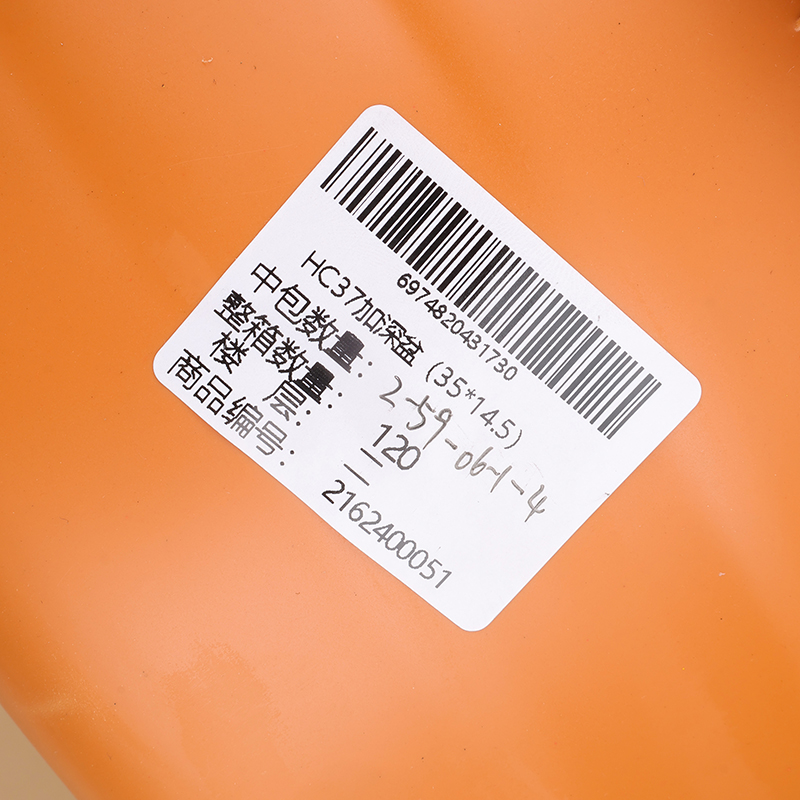 6974820431730
HC37加深盆 (35*14.5)
中包数量:
整箱数量: 120
楼 层: 二
商品编号: 2162400051
2-59-06-1-4